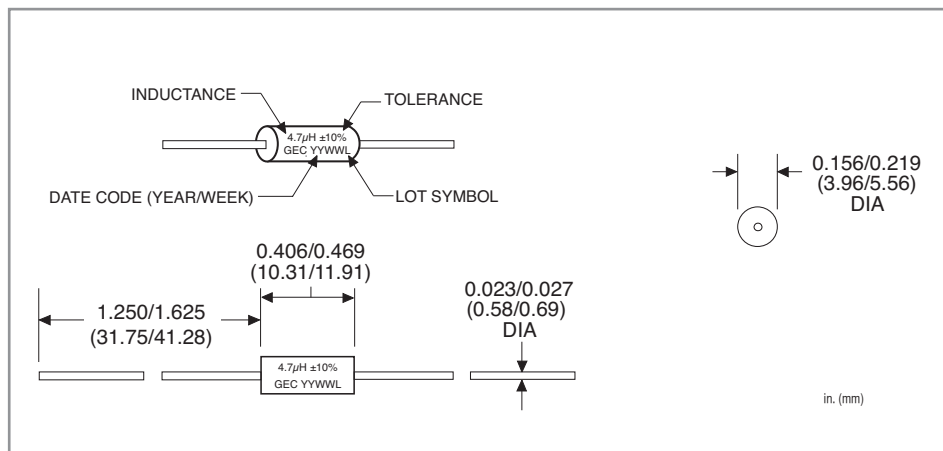 INDUCTANCE
TOLERANCE
4.7µH ±10%
GEC YYWWL
DATE CODE (YEAR/WEEK)
LOT SYMBOL
0.156/0.219
(3.96/5.56)
DIA
0.406/0.469
(10.31/11.91)
1.250/1.625
(31.75/41.28)
0.023/0.027
(0.58/0.69)
DIA
4.7µH ±10%
GEC YYWWL
in. (mm)